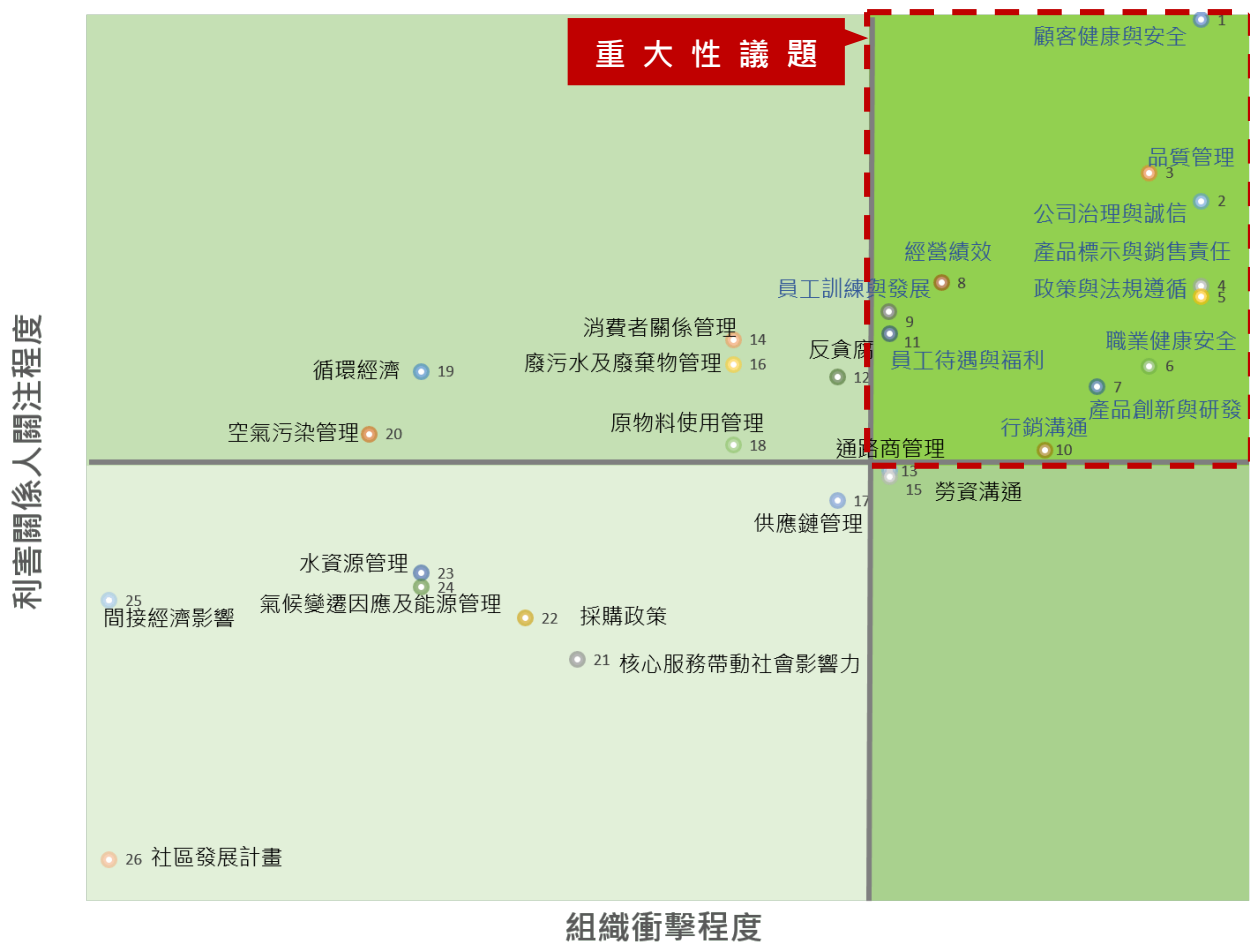 重大性議題
顧客健康與安全
1
品質管理
3
公司治理與誠信
2
經營績效
8
產品標示與銷售責任
員工訓練與發展
9
政策與法規遵循
4
5
消費者關係管理
14
反貪腐
12
11
員工待遇與福利
職業健康安全
6
廢污水及廢棄物管理
16
循環經濟
19
7
產品創新與研發
原物料使用管理
18
空氣污染管理
20
行銷溝通
10
通路商管理
13
15
勞資溝通
17
供應鏈管理
水資源管理
23
24
氣候變遷因應及能源管理
25
間接經濟影響
22
採購政策
21
核心服務帶動社會影響力
26
社區發展計畫
利害關係人關注程度
組織衝擊程度